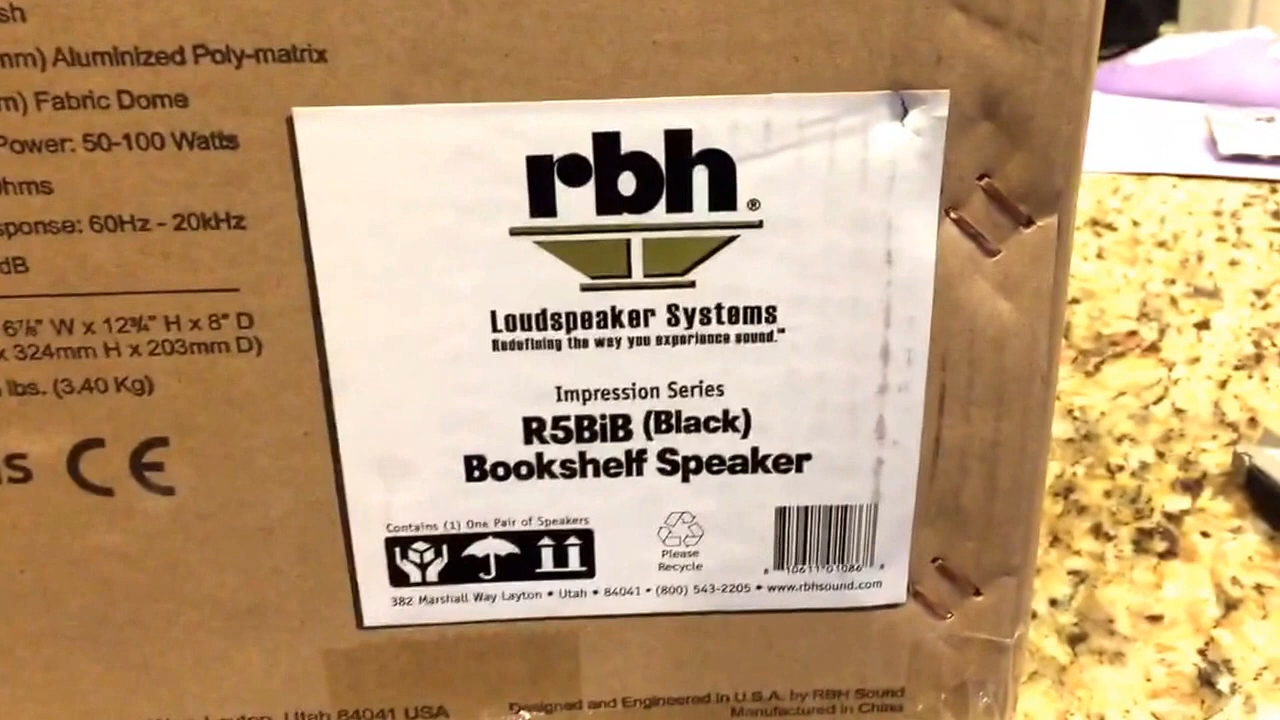 sh
nm) Aluminized Poly-matrix
m) Fabric Dome
Power: 50-100 Watts
Ohms
sponse: 60Hz - 20kHz
dB
6⅞" W x 12¾" H x 8" D
x 324mm H x 203mm D)
lbs. (3.40 Kg)
s CE
rbh®
Loudspeaker Systems
Redefining the way you experience sound.™
Impression Series
R5BiB (Black)
Bookshelf Speaker
Contains (1) One Pair of Speakers
Please
Recycle
382 Marshall Way Layton • Utah • 84041 • (800) 543-2205 • www.rbhsound.com
Layton, Utah 84041 USA
Designed and Engineered in U.S.A. by RBH Sound
Manufactured in China